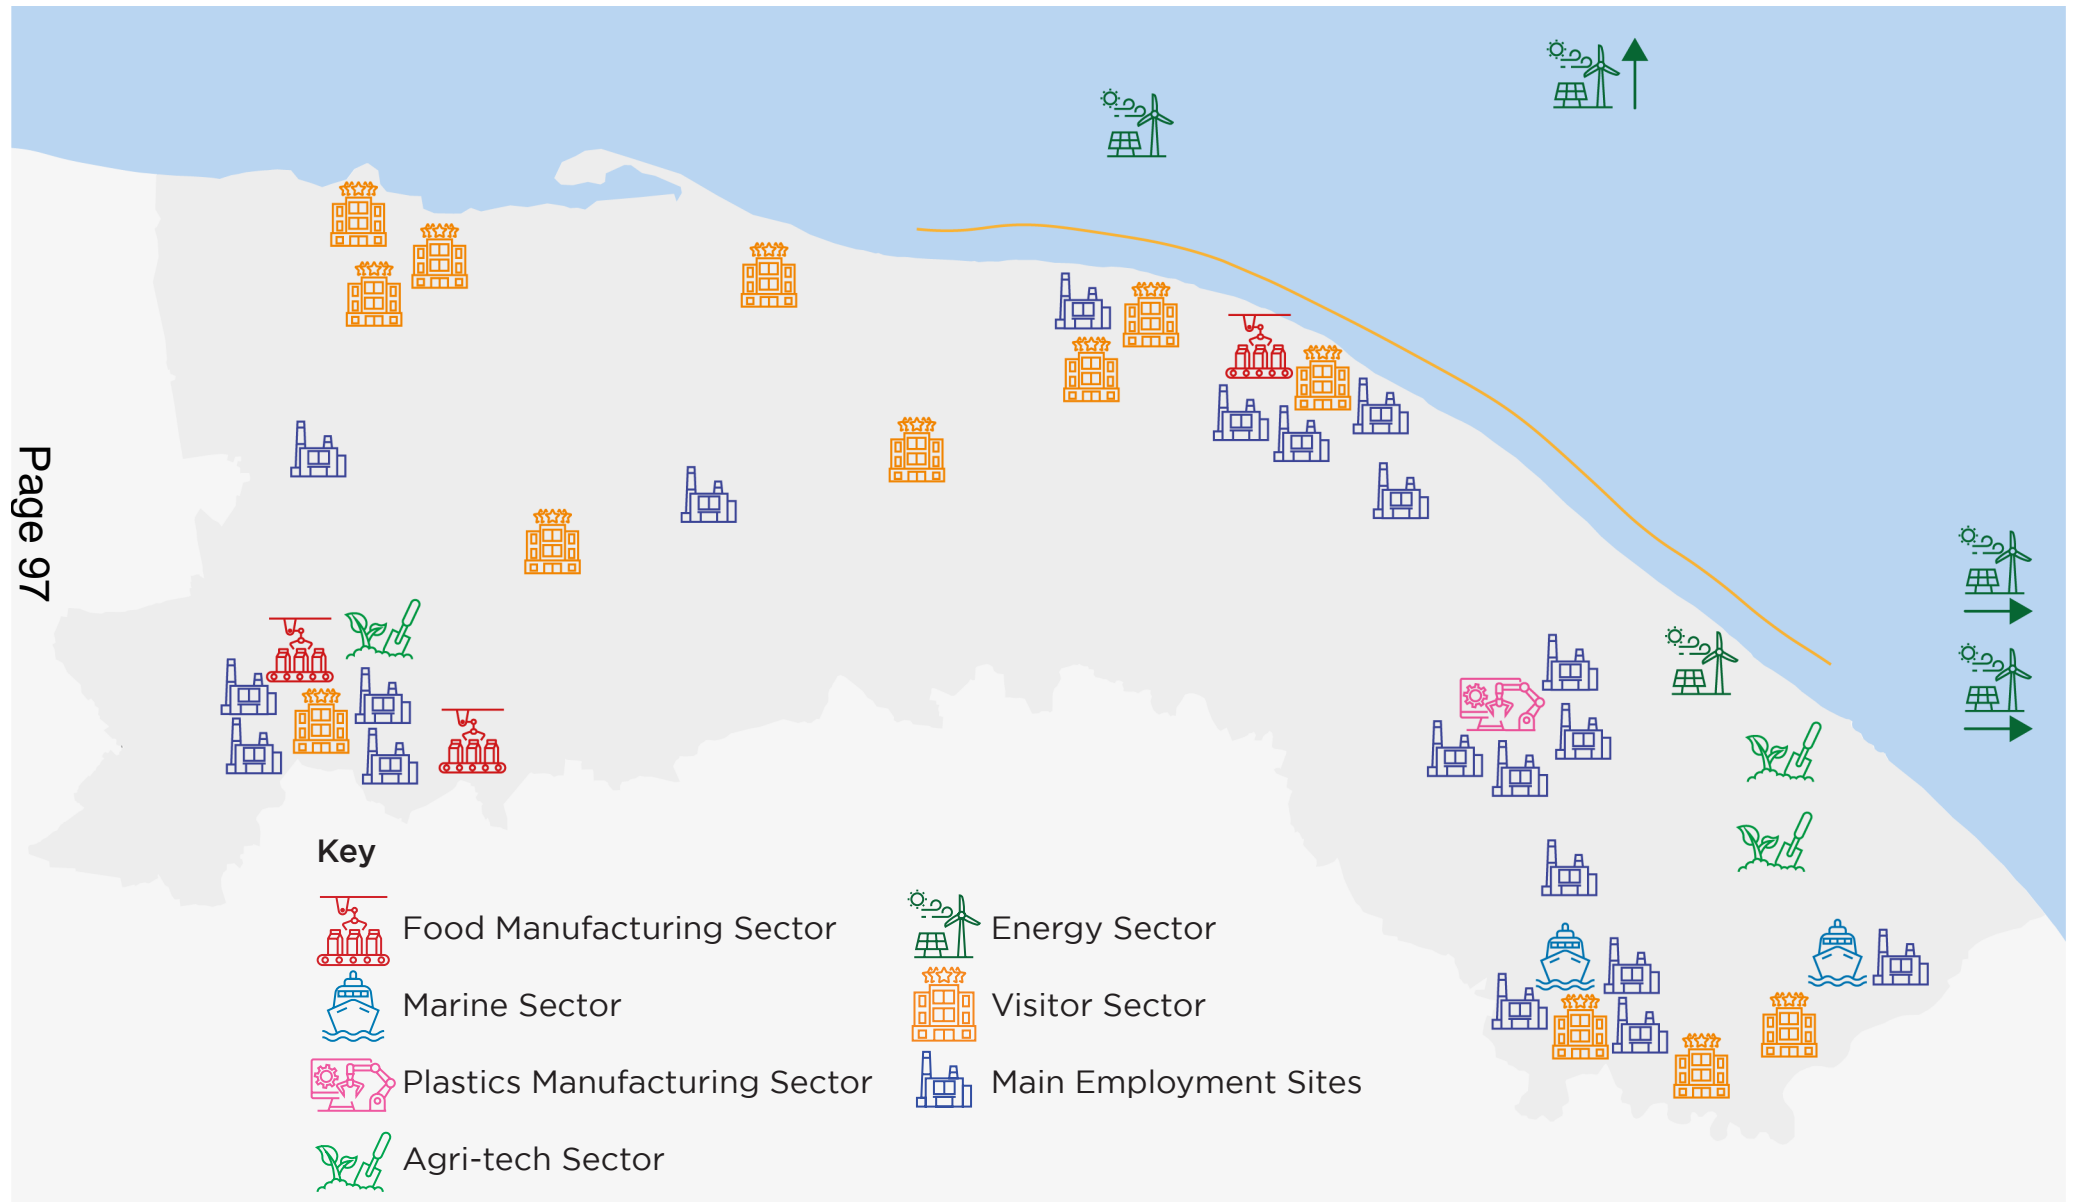 Page 97
Key
Food Manufacturing Sector
Marine Sector
Plastics Manufacturing Sector
Agri-tech Sector
Energy Sector
Visitor Sector
Main Employment Sites